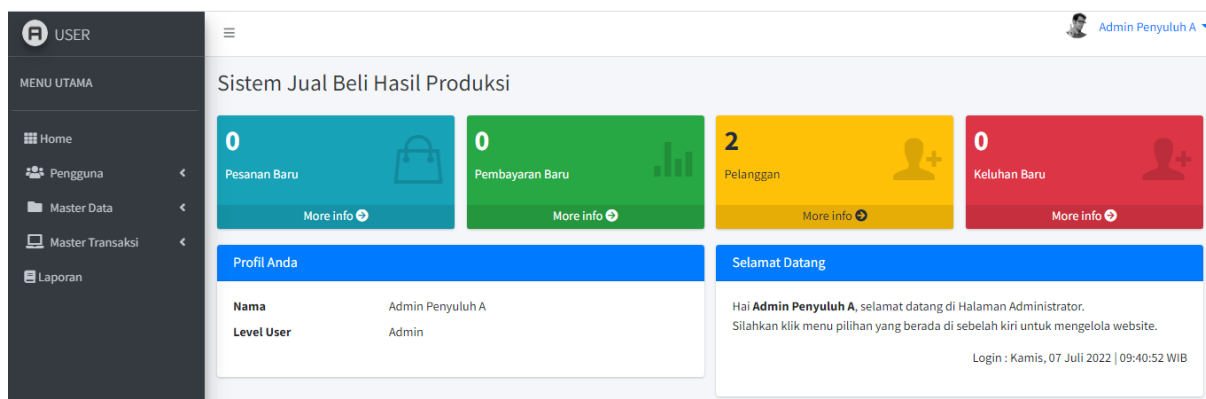 USER
Admin Penyuluh A
MENU UTAMA
Home
Pengguna
Master Data
Master Transaksi
Laporan
Sistem Jual Beli Hasil Produksi
0
Pesanan Baru
More info
0
Pembayaran Baru
More info
2
Pelanggan
More info
0
Keluhan Baru
More info
Profil Anda
Nama Admin Penyuluh A
Level User Admin
Selamat Datang
Hai Admin Penyuluh A, selamat datang di Halaman Administrator.
Silahkan klik menu pilihan yang berada di sebelah kiri untuk mengelola website.
Login : Kamis, 07 Juli 2022 | 09:40:52 WIB